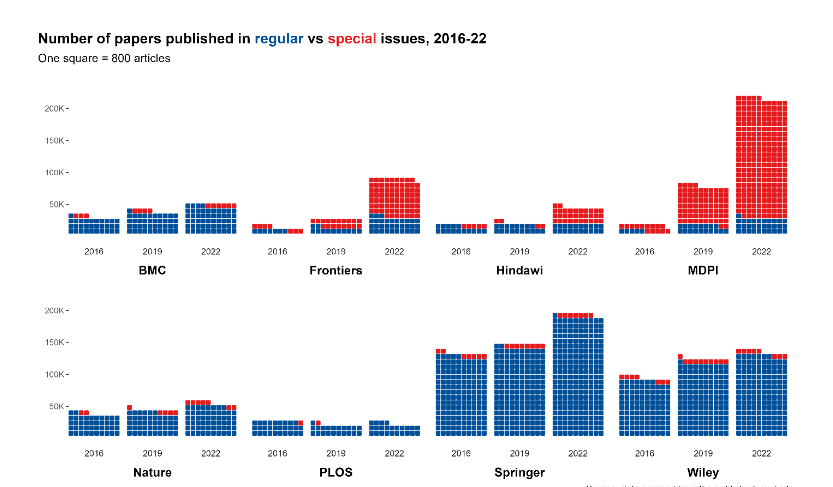 Number of papers published in regular vs special issues, 2016-22
One square = 800 articles
200K
150K
100K
50K
2016 2019 2022 2016 2019 2022 2016 2019 2022 2016 2019 2022
BMC Frontiers Hindawi MDPI
200K
150K
100K
50K
2016 2019 2022 2016 2019 2022 2016 2019 2022 2016 2019 2022
Nature PLOS Springer Wiley